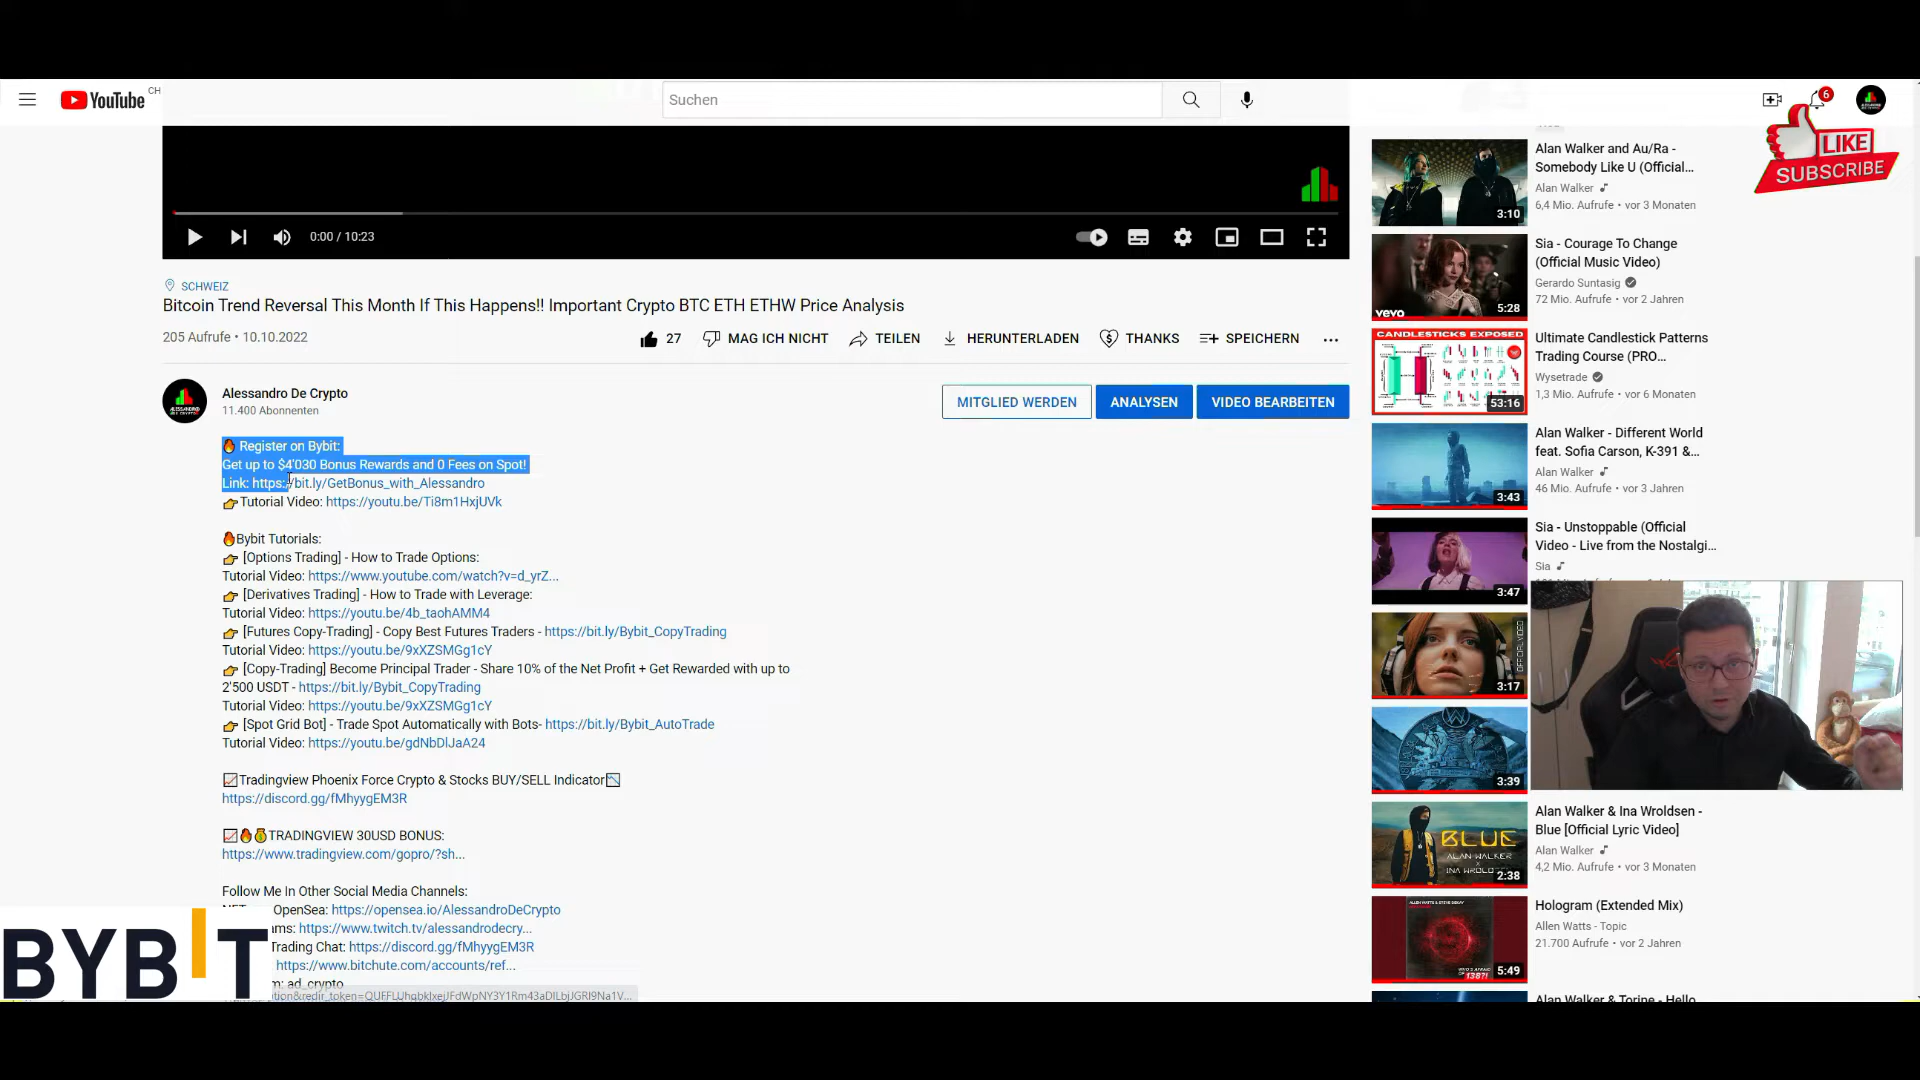 YouTube CH
Suchen
6
LIKE
SUBSCRIBE
0:00 / 10:23
SCHWEIZ
Bitcoin Trend Reversal This Month If This Happens!! Important Crypto BTC ETH ETHW Price Analysis
205 Aufrufe • 10.10.2022
27 MAG ICH NICHT TEILEN HERUNTERLADEN THANKS SPEICHERN ...
Alessandro De Crypto
11.400 Abonnenten
MITGLIED WERDEN ANALYSEN VIDEO BEARBEITEN
🔥 Register on Bybit:
Get up to $4'030 Bonus Rewards and 0 Fees on Spot!
Link: https://bit.ly/GetBonus_with_Alessandro
👉Tutorial Video: https://youtu.be/Ti8m1HxjUVk
🔥Bybit Tutorials:
👉 [Options Trading] - How to Trade Options:
Tutorial Video: https://www.youtube.com/watch?v=d_yrZ...
👉 [Derivatives Trading] - How to Trade with Leverage:
Tutorial Video: https://youtu.be/4b_taohAMM4
👉 [Futures Copy-Trading] - Copy Best Futures Traders - https://bit.ly/Bybit_CopyTrading
Tutorial Video: https://youtu.be/9xXZSMGg1cY
👉 [Copy-Trading] Become Principal Trader - Share 10% of the Net Profit + Get Rewarded with up to
2'500 USDT - https://bit.ly/Bybit_CopyTrading
Tutorial Video: https://youtu.be/9xXZSMGg1cY
👉 [Spot Grid Bot] - Trade Spot Automatically with Bots- https://bit.ly/Bybit_AutoTrade
Tutorial Video: https://youtu.be/gdNbDlJaA24
📈Tradingview Phoenix Force Crypto & Stocks BUY/SELL Indicator📉
https://discord.gg/fMhyygEM3R
📈🔥💰TRADINGVIEW 30USD BONUS:
https://www.tradingview.com/gopro/?sh...
Follow Me In Other Social Media Channels:
OpenSea: https://opensea.io/AlessandroDeCrypto
ams: https://www.twitch.tv/alessandrodecry...
Trading Chat: https://discord.gg/fMhyygEM3R
https://www.bitchute.com/accounts/ref...
ad_crypto
BYBIT
Alan Walker and Au/Ra -
Somebody Like U (Official...
Alan Walker
6,4 Mio. Aufrufe • vor 3 Monaten
3:10
Sia - Courage To Change
(Official Music Video)
Gerardo Suntasig
72 Mio. Aufrufe • vor 2 Jahren
vevo
5:28
CANDLESTICKS EXPOSED
Ultimate Candlestick Patterns
Trading Course (PRO...
Wysetrade
1,3 Mio. Aufrufe • vor 6 Monaten
53:16
Alan Walker - Different World
feat. Sofia Carson, K-391 &...
Alan Walker
46 Mio. Aufrufe • vor 3 Jahren
3:43
Sia - Unstoppable (Official
Video - Live from the Nostalgi...
Sia
3:47
OFFICIAL VIDEO
3:17
3:39
BLUE
ALAN WALKER
X
INA WROLDSEN
2:38
Alan Walker & Ina Wroldsen -
Blue [Official Lyric Video]
Alan Walker
4,2 Mio. Aufrufe • vor 3 Monaten
Hologram (Extended Mix)
Allen Watts - Topic
21.700 Aufrufe • vor 2 Jahren
5:49
Alan Walker & Torine - Hello